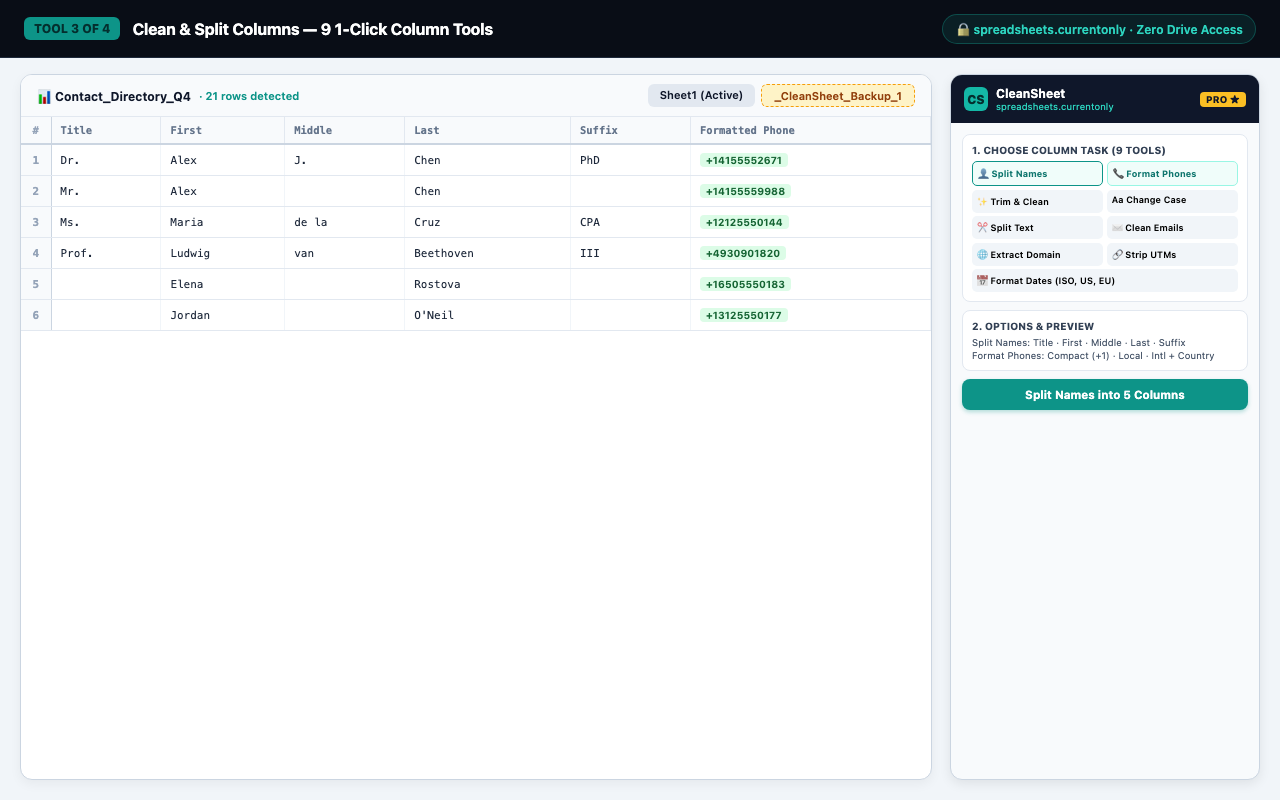 TOOL 3 OF 4 Clean & Split Columns — 9 1-Click Column Tools 🔒 spreadsheets.currentonly · Zero Drive Access
📊 Contact_Directory_Q4 · 21 rows detected Sheet1 (Active) _CleanSheet_Backup_1
# Title First Middle Last Suffix Formatted Phone
1 Dr. Alex J. Chen PhD +14155552671
2 Mr. Alex Chen +14155559988
3 Ms. Maria de la Cruz CPA +12125550144
4 Prof. Ludwig van Beethoven III +4930901820
5 Elena Rostova +16505550183
6 Jordan O'Neil +13125550177
CS CleanSheet PRO ★
spreadsheets.currentonly
1. CHOOSE COLUMN TASK (9 TOOLS)
👤 Split Names 📞 Format Phones
✨ Trim & Clean Aa Change Case
✂️ Split Text ✉️ Clean Emails
🌐 Extract Domain 🔗 Strip UTMs
📅 Format Dates (ISO, US, EU)
2. OPTIONS & PREVIEW
Split Names: Title · First · Middle · Last · Suffix
Format Phones: Compact (+1) · Local · Intl + Country
Split Names into 5 Columns